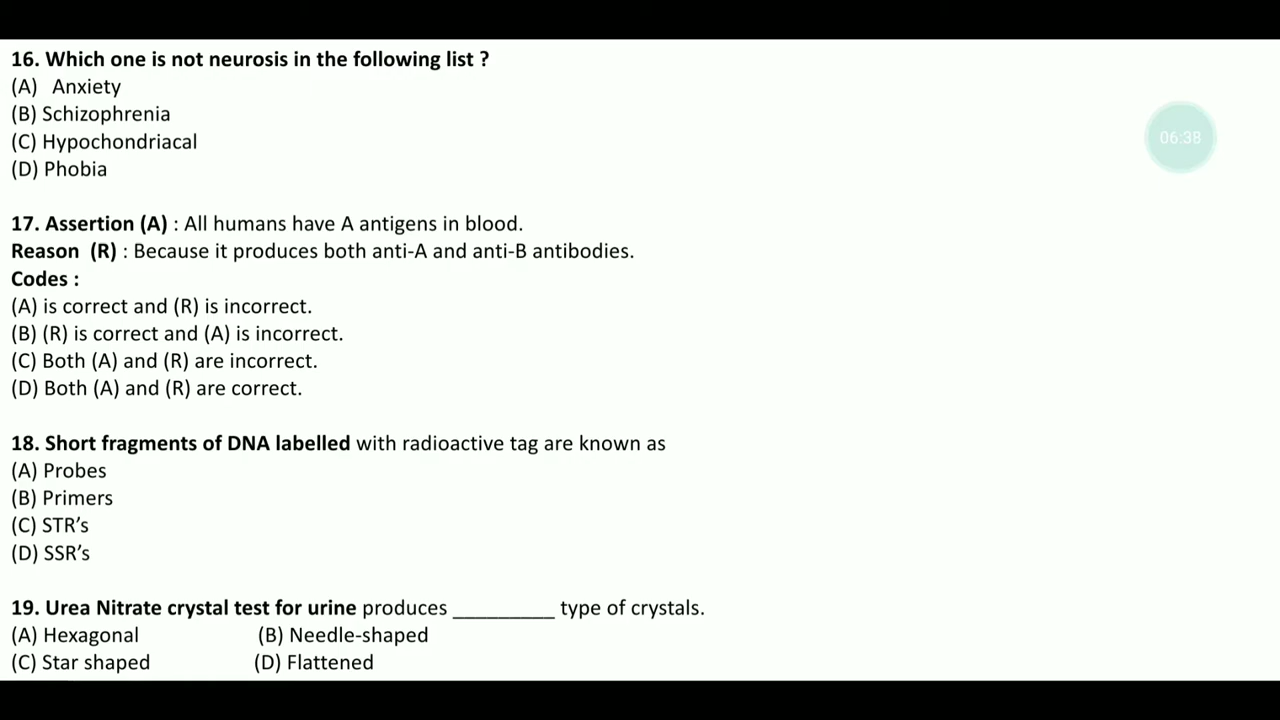 16. Which one is not neurosis in the following list ?
(A) Anxiety
(B) Schizophrenia
(C) Hypochondriacal
(D) Phobia
06:38
17. Assertion (A) : All humans have A antigens in blood.
Reason (R) : Because it produces both anti-A and anti-B antibodies.
Codes :
(A) is correct and (R) is incorrect.
(B) (R) is correct and (A) is incorrect.
(C) Both (A) and (R) are incorrect.
(D) Both (A) and (R) are correct.
18. Short fragments of DNA labelled with radioactive tag are known as
(A) Probes
(B) Primers
(C) STR’s
(D) SSR’s
19. Urea Nitrate crystal test for urine produces _________ type of crystals.
(A) Hexagonal (B) Needle-shaped
(C) Star shaped (D) Flattened